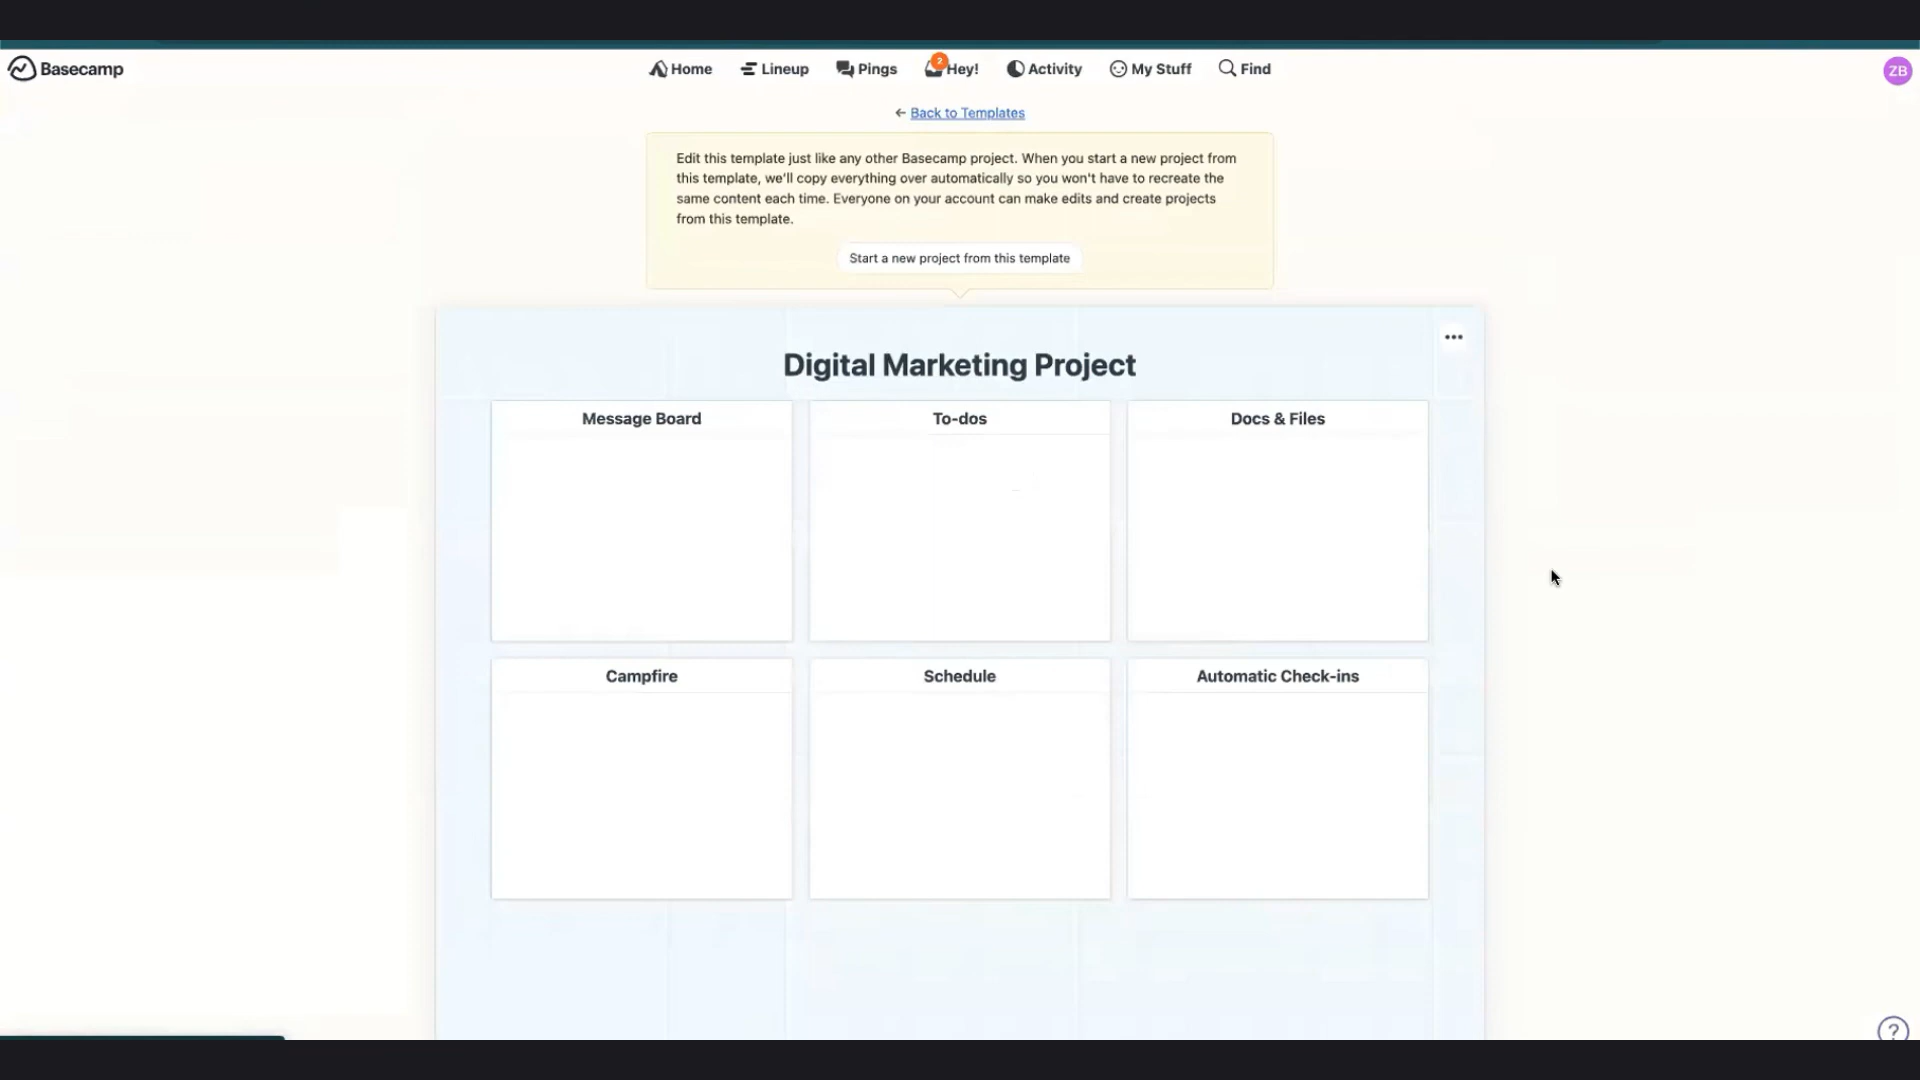 Basecamp
Home Lineup Pings 2 Hey! Activity My Stuff Find
ZB
← Back to Templates
Edit this template just like any other Basecamp project. When you start a new project from
this template, we'll copy everything over automatically so you won't have to recreate the
same content each time. Everyone on your account can make edits and create projects
from this template.
Start a new project from this template
Digital Marketing Project
Message Board To-dos Docs & Files
Campfire Schedule Automatic Check-ins
?